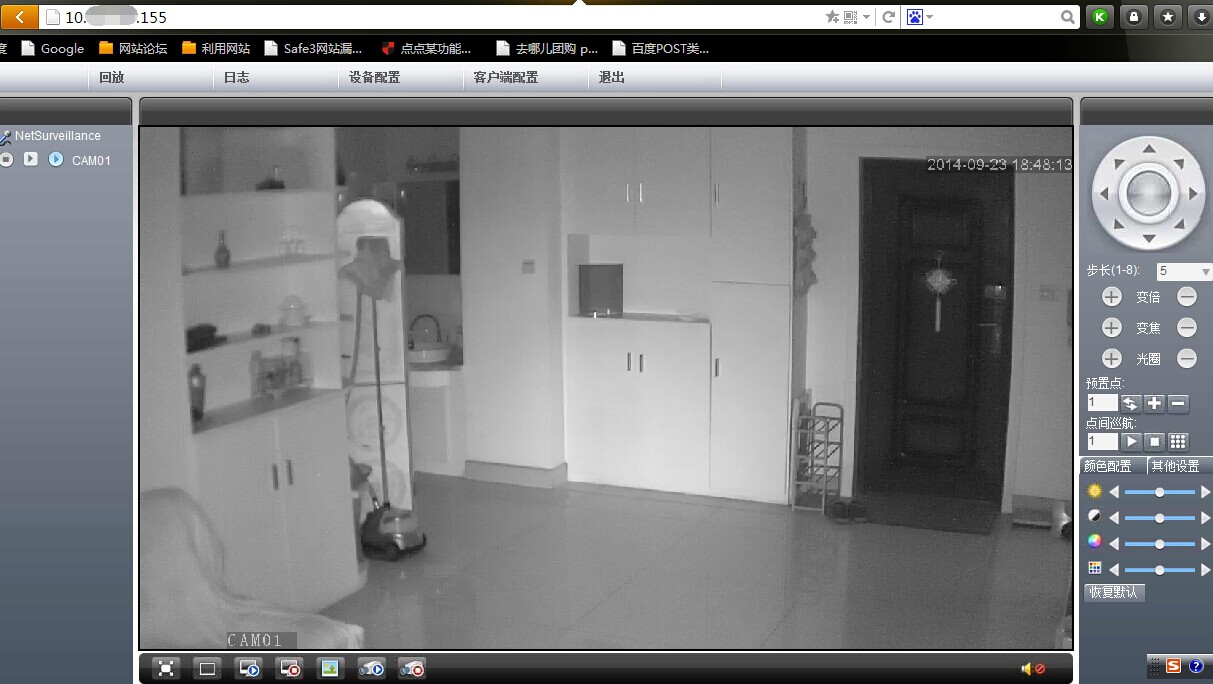 10. .155
度 Google 网站论坛 利用网站 Safe3网站漏... 点点某功能... 去哪儿团购 p... 百度POST类...
回放 日志 设备配置 客户端配置 退出
NetSurveillance
CAM01
2014-09-23 18:48:13
CAM01
步长(1-8): 5
变倍
变焦
光圈
预置点:
1
点间巡航:
1
颜色配置 其他设置
恢复默认